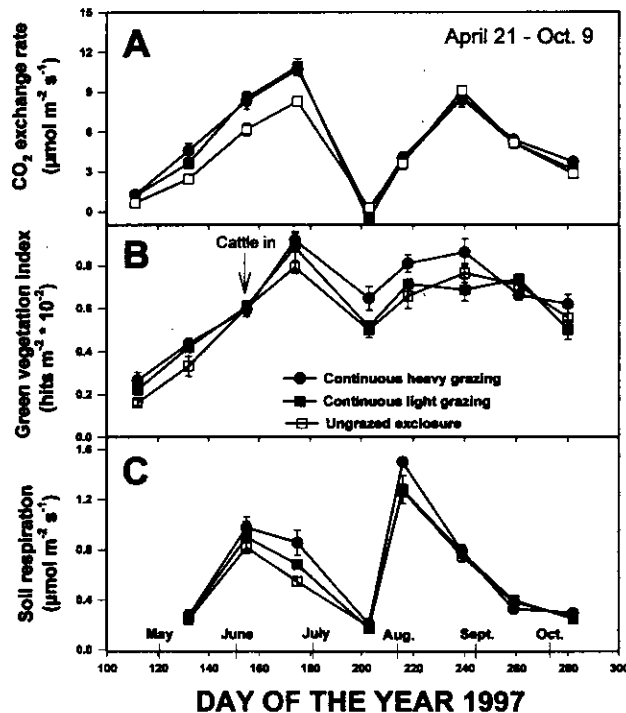 A
April 21 - Oct. 9
CO₂ exchange rate
(µmol m⁻² s⁻¹)
15
12
9
6
3
0
B
Cattle in
Green vegetation index
(hits m⁻² * 10⁻²)
0.8
0.6
0.4
0.2
0.0
Continuous heavy grazing
Continuous light grazing
Ungrazed exclosure
C
Soil respiration
(µmol m⁻² s⁻¹)
1.6
1.2
0.8
0.4
0.0
May June July Aug. Sept. Oct.
100 120 140 160 180 200 220 240 260 280 300
DAY OF THE YEAR 1997